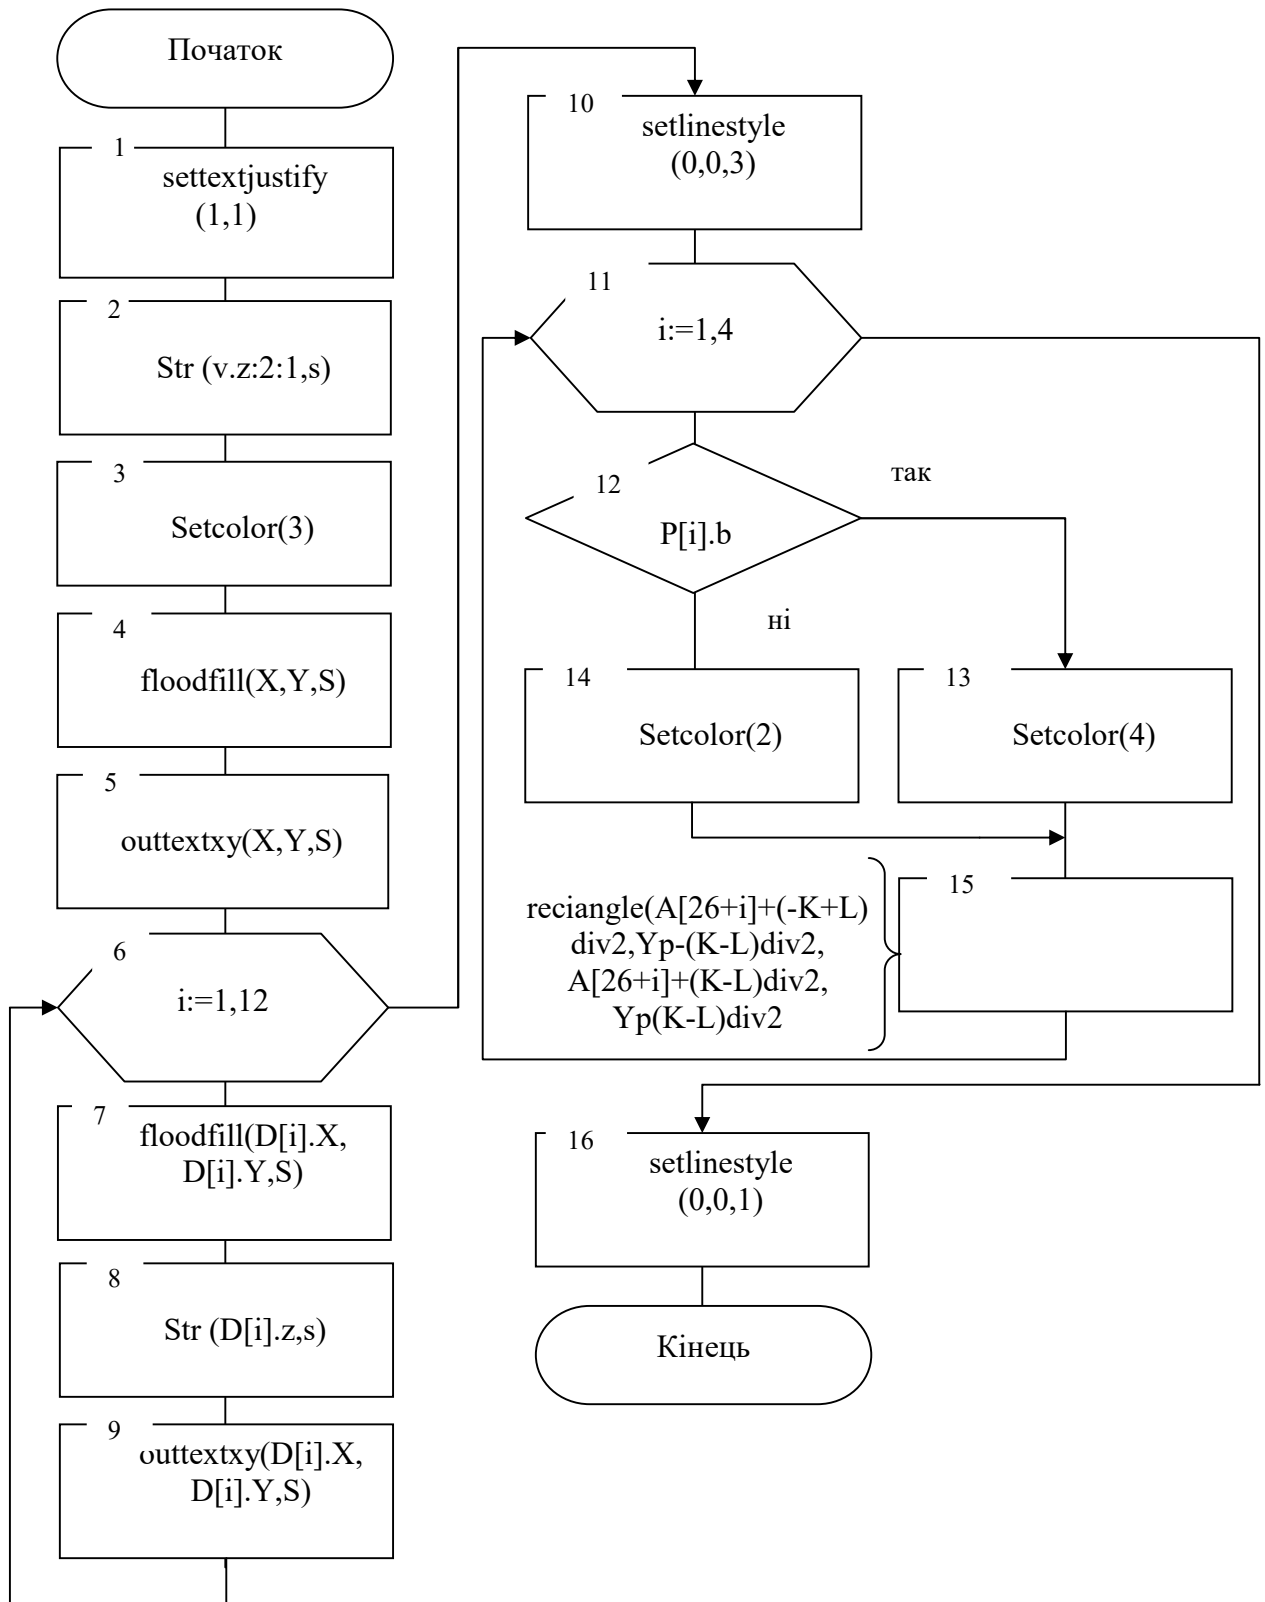 Початок
1
settextjustify
(1,1)
2
Str (v.z:2:1,s)
3
Setcolor(3)
4
floodfill(X,Y,S)
5
outtextxy(X,Y,S)
6
i:=1,12
7
floodfill(D[i].X,
D[i].Y,S)
8
Str (D[i].z,s)
9
outtextxy(D[i].X,
D[i].Y,S)
10
setlinestyle
(0,0,3)
11
i:=1,4
12
P[i].b
так
ні
14
Setcolor(2)
13
Setcolor(4)
15
reciangle(A[26+i]+(-K+L)
div2,Yp-(K-L)div2,
A[26+i]+(K-L)div2,
Yp(K-L)div2
16
setlinestyle
(0,0,1)
Кінець